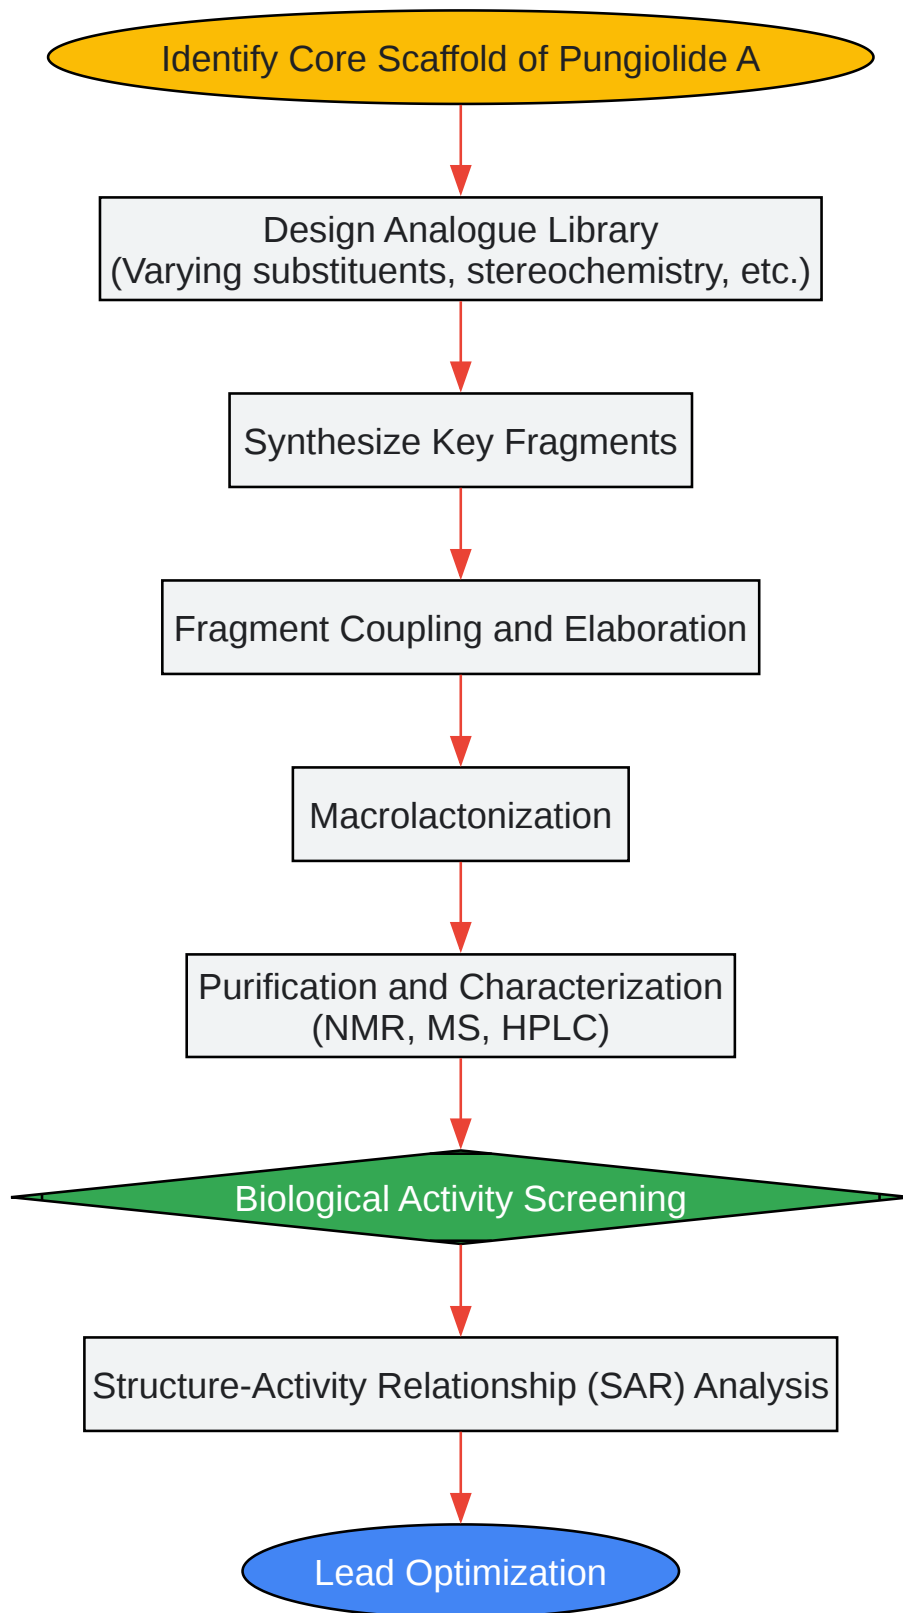 Identify Core Scaffold of Pungiolide A
Design Analogue Library
(Varying substituents, stereochemistry, etc.)
Synthesize Key Fragments
Fragment Coupling and Elaboration
Macrolactonization
Purification and Characterization
(NMR, MS, HPLC)
Biological Activity Screening
Structure-Activity Relationship (SAR) Analysis
Lead Optimization